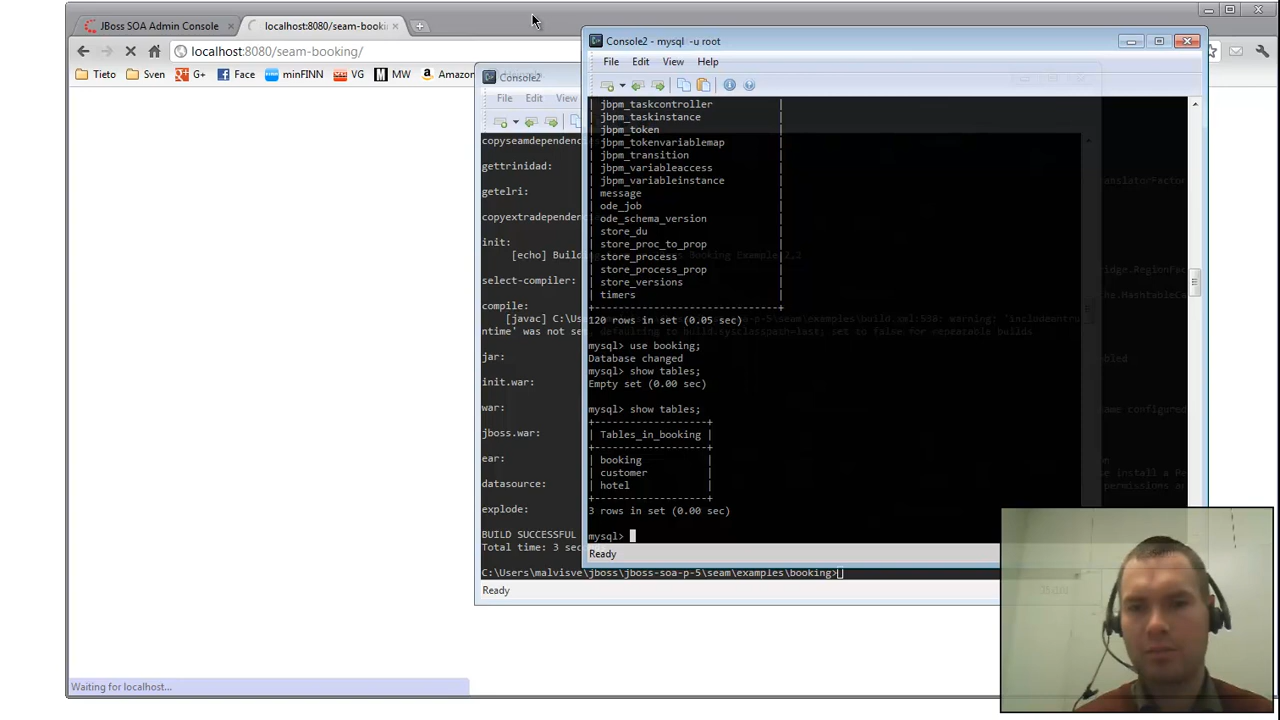 JBoss SOA Admin Console
localhost:8080/seam-bookin
localhost:8080/seam-booking/
Tieto
Sven
G+
Face
minFINN
VG
MW
Amazon
Console2
File Edit View
copyseamdependenc
gettrinidad:
getelri:
copyextradependenc
init:
[echo] Buildin
select-compiler:
compile:
[javac] C:\Us
ntime' was not se
jar:
init.war:
war:
jboss.war:
ear:
datasource:
explode:
BUILD SUCCESSFUL
Total time: 3 sec
C:\Users\malvisve\jboss\jboss-soa-p-5\seam\examples\booking>
Ready
Console2 - mysql -u root
File Edit View Help
| jbpm_taskcontroller |
| jbpm_taskinstance |
| jbpm_token |
| jbpm_tokenvariablemap |
| jbpm_transition |
| jbpm_variableaccess |
| jbpm_variableinstance |
| message |
| ode_job |
| ode_schema_version |
| store_du |
| store_proc_to_prop |
| store_process |
| store_process_prop |
| store_versions |
| timers |
120 rows in set (0.05 sec)
mysql> use booking;
Database changed
mysql> show tables;
Empty set (0.00 sec)
mysql> show tables;
| Tables_in_booking |
| booking |
| customer |
| hotel |
3 rows in set (0.00 sec)
mysql>
Ready
Waiting for localhost...